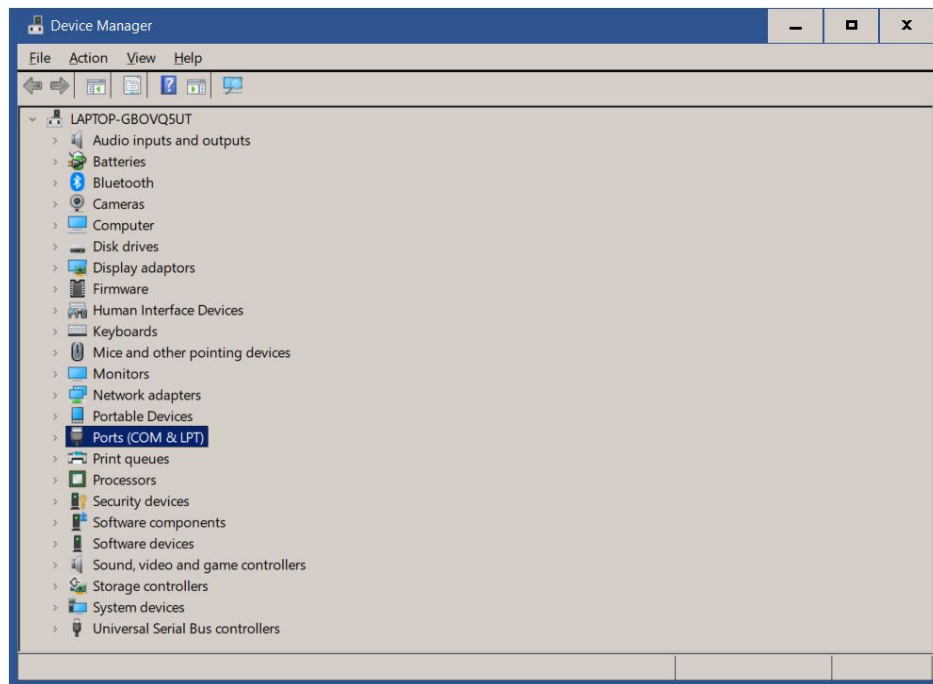 Device Manager
File Action View Help
LAPTOP-GBOVQ5UT
Audio inputs and outputs
Batteries
Bluetooth
Cameras
Computer
Disk drives
Display adaptors
Firmware
Human Interface Devices
Keyboards
Mice and other pointing devices
Monitors
Network adapters
Portable Devices
Ports (COM & LPT)
Print queues
Processors
Security devices
Software components
Software devices
Sound, video and game controllers
Storage controllers
System devices
Universal Serial Bus controllers